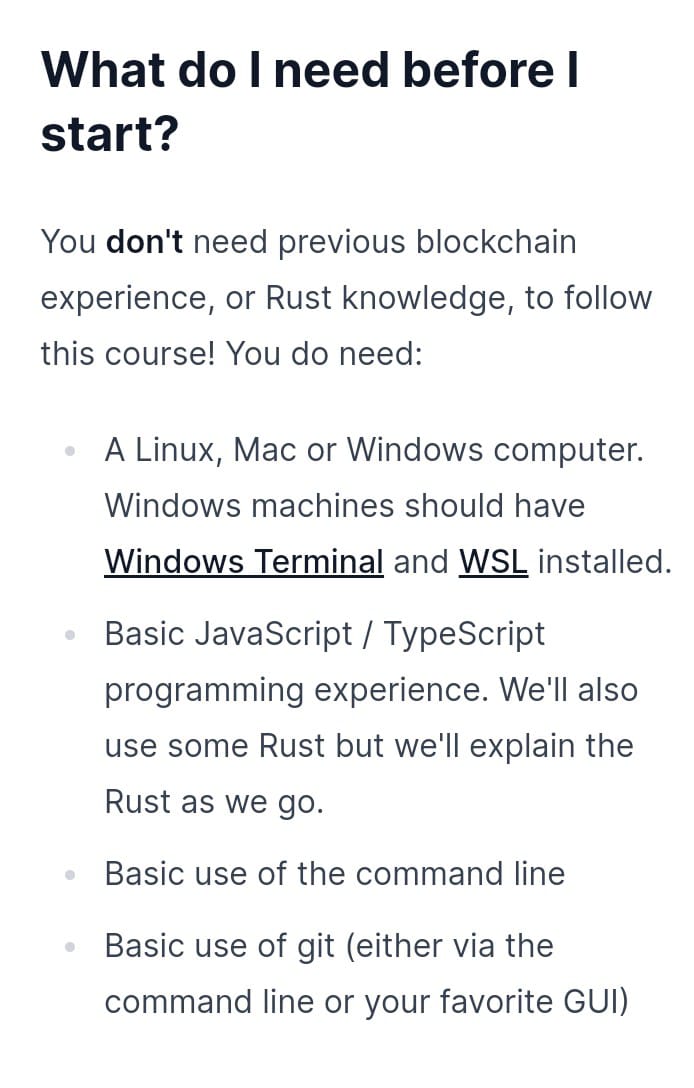 What do I need before I
start?
You don't need previous blockchain
experience, or Rust knowledge, to follow
this course! You do need:
A Linux, Mac or Windows computer.
Windows machines should have
Windows Terminal and WSL installed.
Basic JavaScript / TypeScript
programming experience. We'll also
use some Rust but we'll explain the
Rust as we go.
Basic use of the command line
Basic use of git (either via the
command line or your favorite GUI)